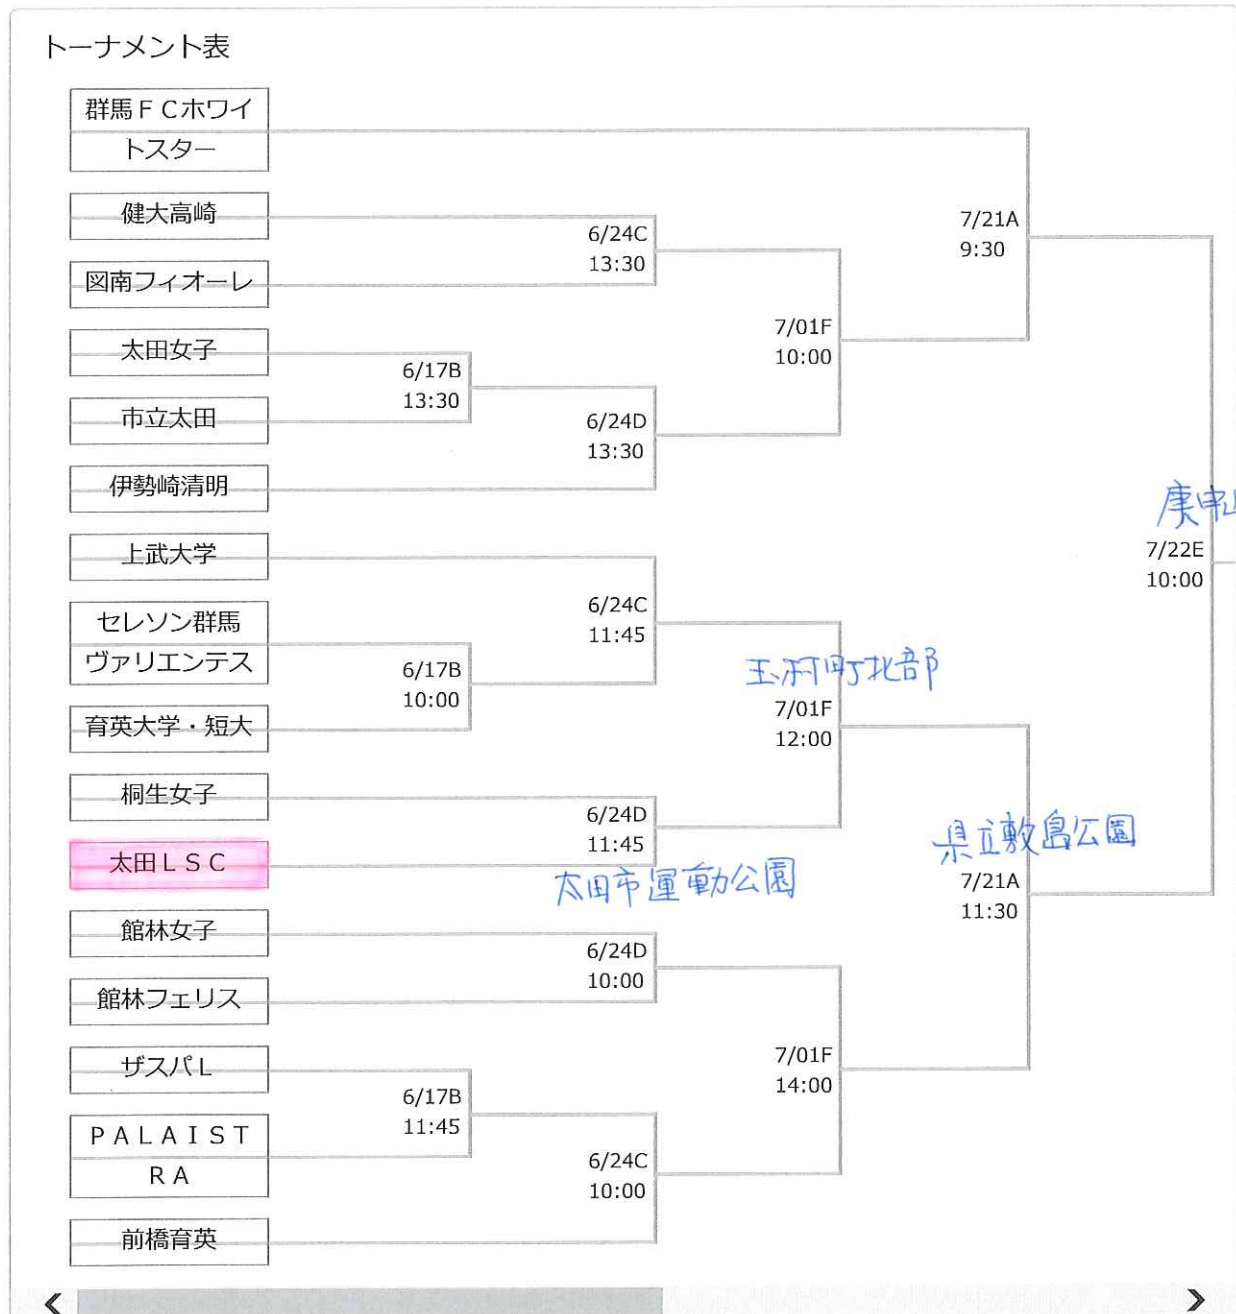 トーナメント表
群馬ＦＣホワイ
トスター
健大高崎
6/24C
13:30
7/21A
9:30
図南フィオーレ
太田女子
6/17B
13:30
7/01F
10:00
市立太田
6/24D
13:30
伊勢崎清明
庚申山
7/22E
10:00
上武大学
セレソン群馬
ヴァリエンテス
6/24C
11:45
6/17B
10:00
玉村町北部
7/01F
12:00
育英大学・短大
桐生女子
6/24D
11:45
太田ＬＳＣ
太田市運動公園
県立敷島公園
7/21A
11:30
館林女子
6/24D
10:00
館林フェリス
ザスパＬ
6/17B
11:45
7/01F
14:00
ＰＡＬＡＩＳＴ
ＲＡ
6/24C
10:00
前橋育英